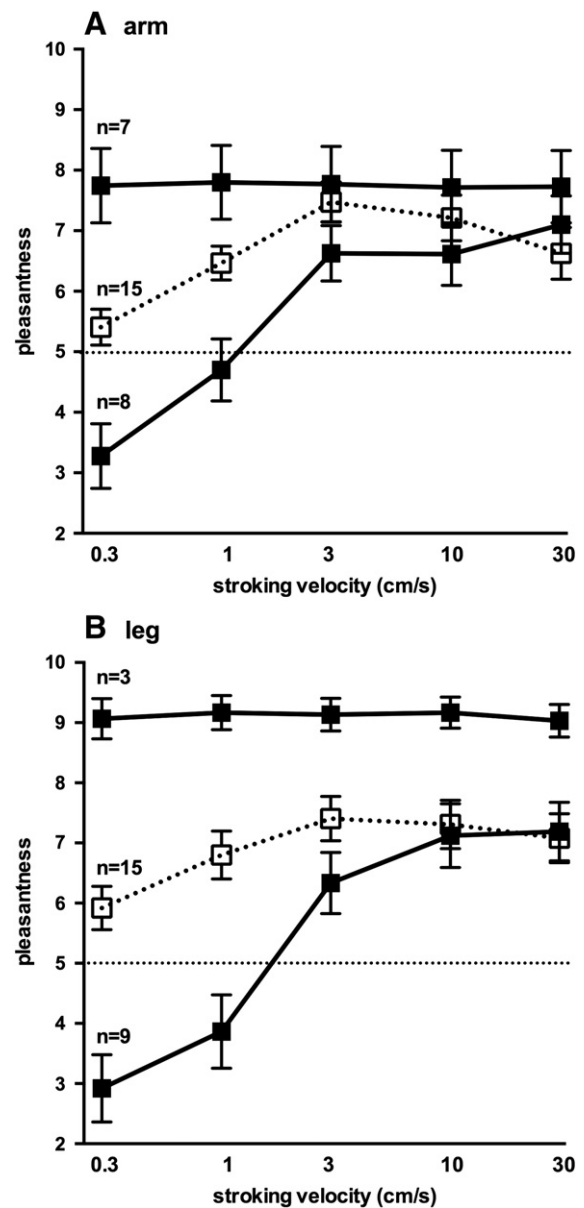 A arm
10
9
n=7
8
7
n=15
6
5
n=8
4
3
2
pleasantness
0.3 1 3 10 30
stroking velocity (cm/s)
B leg
10
n=3
9
8
7
n=15
6
5
4
n=9
3
2
pleasantness
0.3 1 3 10 30
stroking velocity (cm/s)